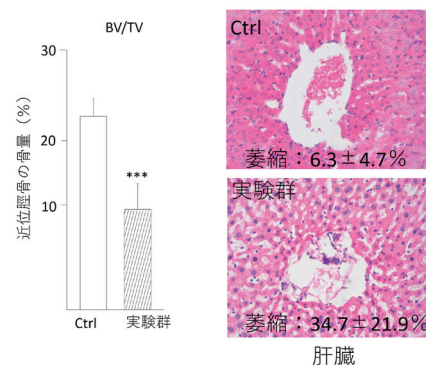 BV/TV
近位脛骨の骨量（%）
30
20
10
***
Ctrl
実験群
Ctrl
萎縮：6.3±4.7%
実験群
萎縮：34.7±21.9%
肝臓